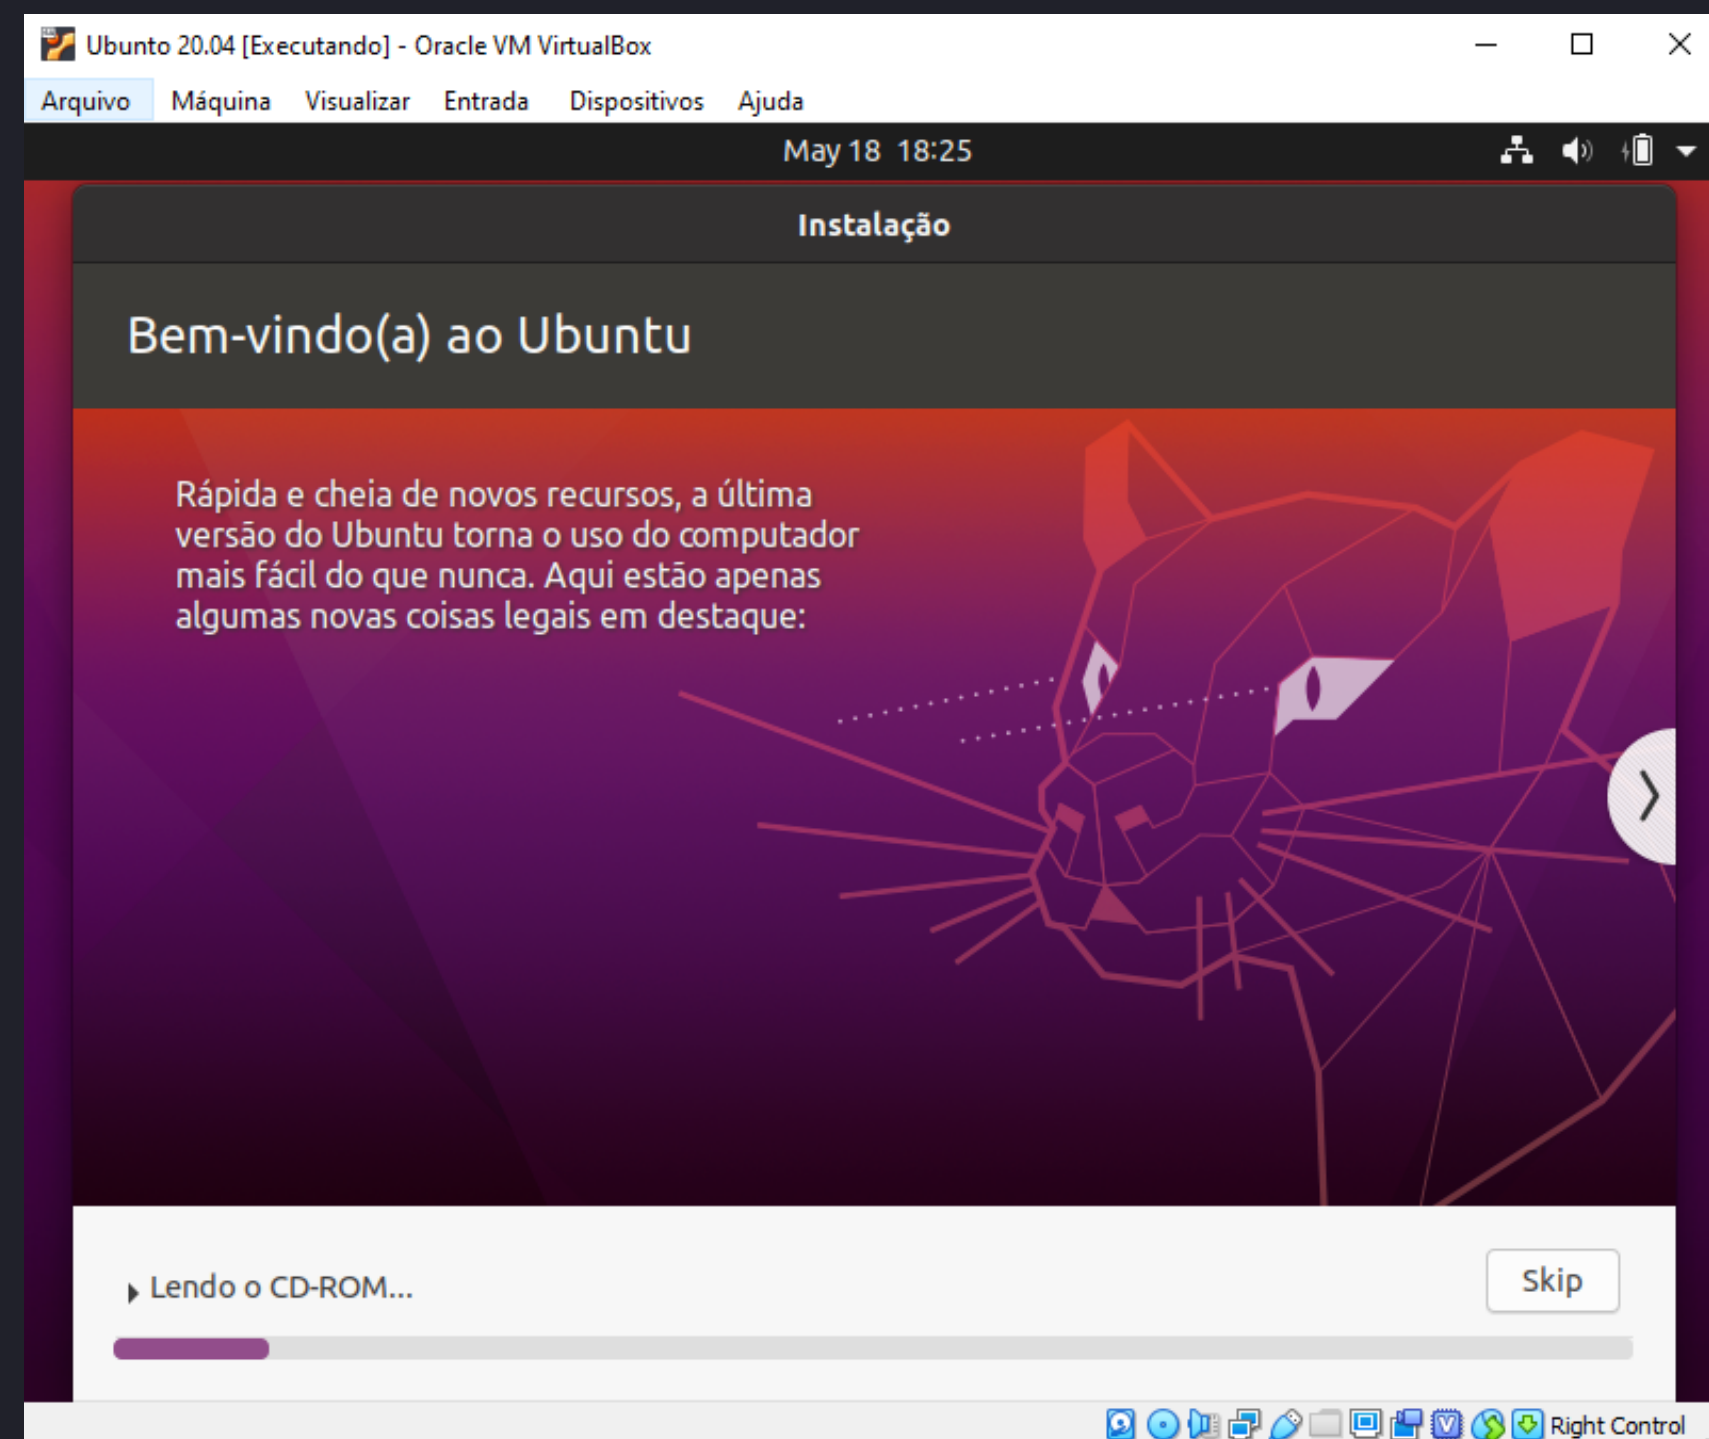 Ubunto 20.04 [Executando] - Oracle VM VirtualBox
Arquivo Máquina Visualizar Entrada Dispositivos Ajuda
May 18 18:25
Instalação
Bem-vindo(a) ao Ubuntu
Rápida e cheia de novos recursos, a última
versão do Ubuntu torna o uso do computador
mais fácil do que nunca. Aqui estão apenas
algumas novas coisas legais em destaque:
Lendo o CD-ROM...
Skip
Right Control